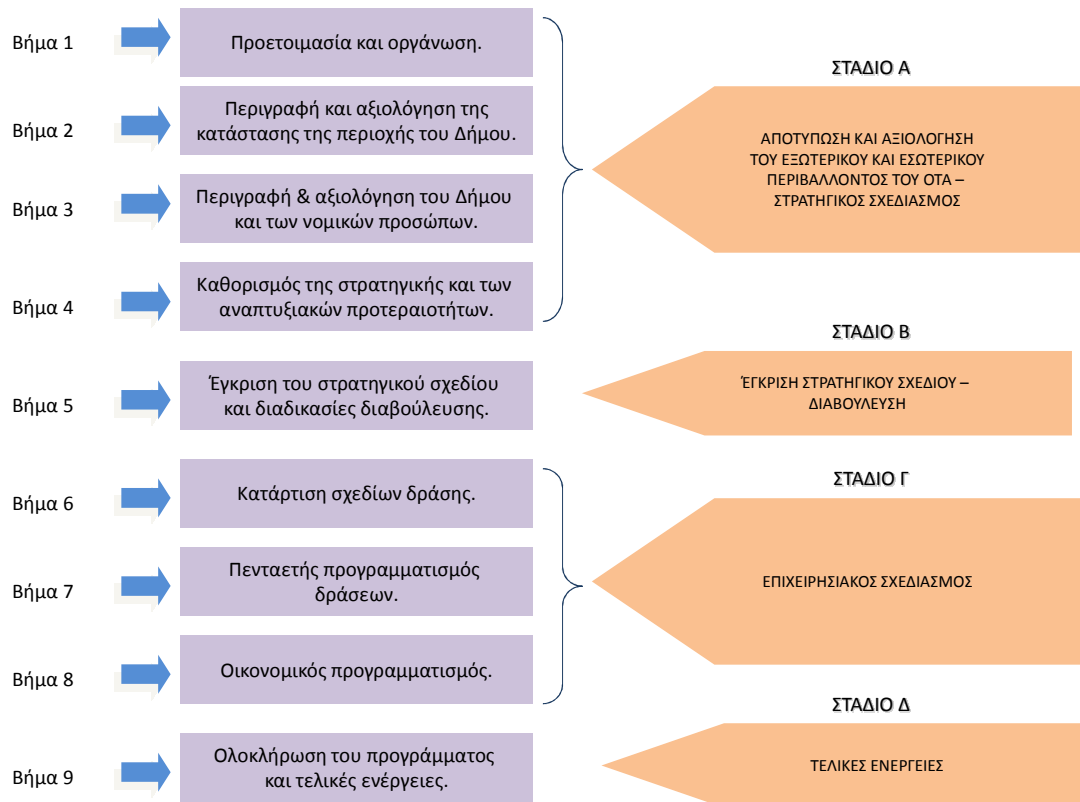 Βήμα 1
Προετοιμασία και οργάνωση.
Βήμα 2
Περιγραφή και αξιολόγηση της
κατάστασης της περιοχής του Δήμου.
Βήμα 3
Περιγραφή & αξιολόγηση του Δήμου
και των νομικών προσώπων.
Βήμα 4
Καθορισμός της στρατηγικής και των
αναπτυξιακών προτεραιοτήτων.
ΣΤΑΔΙΟ Α
ΑΠΟΤΥΠΩΣΗ ΚΑΙ ΑΞΙΟΛΟΓΗΣΗ
ΤΟΥ ΕΞΩΤΕΡΙΚΟΥ ΚΑΙ ΕΣΩΤΕΡΙΚΟΥ
ΠΕΡΙΒΑΛΛΟΝΤΟΣ ΤΟΥ ΟΤΑ –
ΣΤΡΑΤΗΓΙΚΟΣ ΣΧΕΔΙΑΣΜΟΣ
Βήμα 5
Έγκριση του στρατηγικού σχεδίου
και διαδικασίες διαβούλευσης.
ΣΤΑΔΙΟ Β
ΈΓΚΡΙΣΗ ΣΤΡΑΤΗΓΙΚΟΥ ΣΧΕΔΙΟΥ –
ΔΙΑΒΟΥΛΕΥΣΗ
Βήμα 6
Κατάρτιση σχεδίων δράσης.
Βήμα 7
Πενταετής προγραμματισμός
δράσεων.
Βήμα 8
Οικονομικός προγραμματισμός.
ΣΤΑΔΙΟ Γ
ΕΠΙΧΕΙΡΗΣΙΑΚΟΣ ΣΧΕΔΙΑΣΜΟΣ
Βήμα 9
Ολοκλήρωση του προγράμματος
και τελικές ενέργειες.
ΣΤΑΔΙΟ Δ
ΤΕΛΙΚΕΣ ΕΝΕΡΓΕΙΕΣ